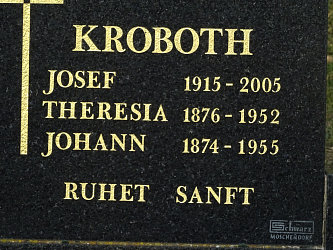 KROBOTH
JOSEF 1915 - 2005
THERESIA 1876 - 1952
JOHANN 1874 - 1955
RUHET SANFT
Schwarz
MOSCHENDORF